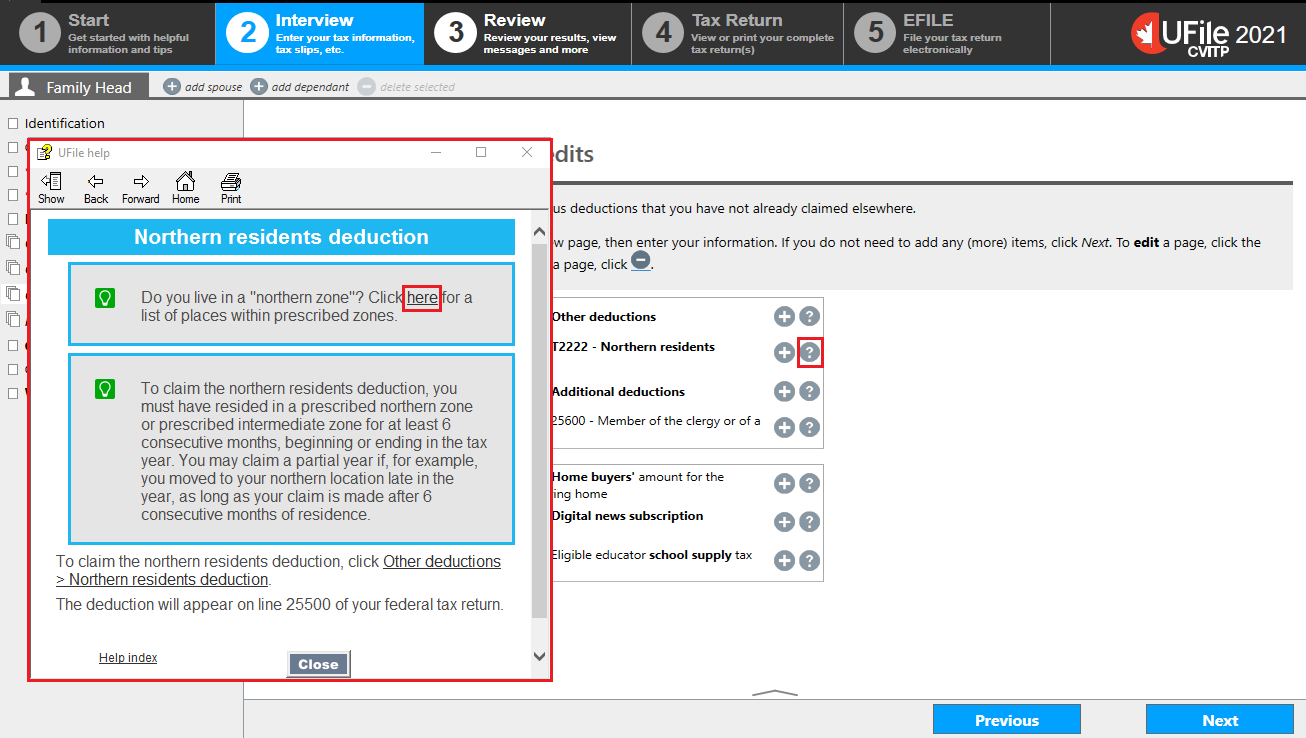 1
Start
Get started with helpful
information and tips
2
Interview
Enter your tax information,
tax slips, etc.
3
Review
Review your results, view
messages and more
4
Tax Return
View or print your complete
tax return(s)
5
EFILE
File your tax return
electronically
UFile 2021
CVITP
Family Head
add spouse
add dependant
delete selected
Identification
edits
us deductions that you have not already claimed elsewhere.
w page, then enter your information. If you do not need to add any (more) items, click Next. To edit a page, click the
a page, click .
UFile help
Show
Back
Forward
Home
Print
Northern residents deduction
Do you live in a "northern zone"? Click here for a
list of places within prescribed zones.
To claim the northern residents deduction, you
must have resided in a prescribed northern zone
or prescribed intermediate zone for at least 6
consecutive months, beginning or ending in the tax
year. You may claim a partial year if, for example,
you moved to your northern location late in the
year, as long as your claim is made after 6
consecutive months of residence.
To claim the northern residents deduction, click Other deductions
> Northern residents deduction.
The deduction will appear on line 25500 of your federal tax return.
Help index
Close
Other deductions
T2222 - Northern residents
Additional deductions
25600 - Member of the clergy or of a
Home buyers' amount for the
ing home
Digital news subscription
Eligible educator school supply tax
Previous
Next